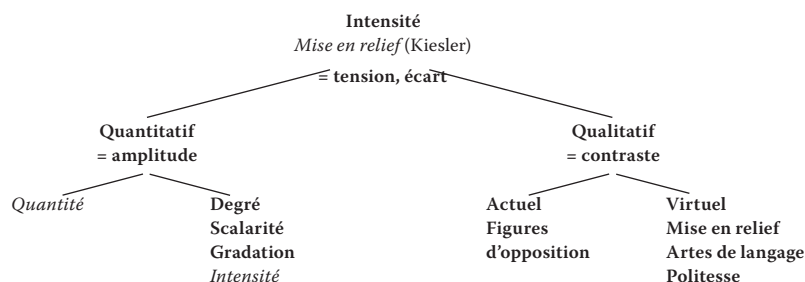 Intensité
Mise en relief (Kiesler)
= tension, écart
Quantitatif
= amplitude
Qualitatif
= contraste
Quantité
Degré
Scalarité
Gradation
Intensité
Actuel
Figures
d'opposition
Virtuel
Mise en relief
Artes de langage
Politesse